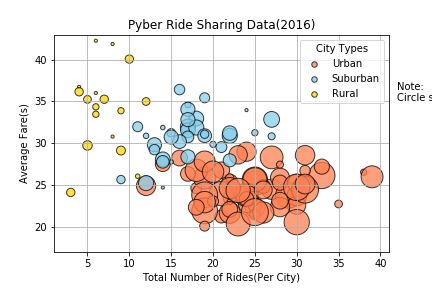 Pyber Ride Sharing Data(2016)
City Types
Urban
Suburban
Rural
Note:
Circle s
Average Fare(s)
40
35
30
25
20
5 10 15 20 25 30 35 40
Total Number of Rides(Per City)